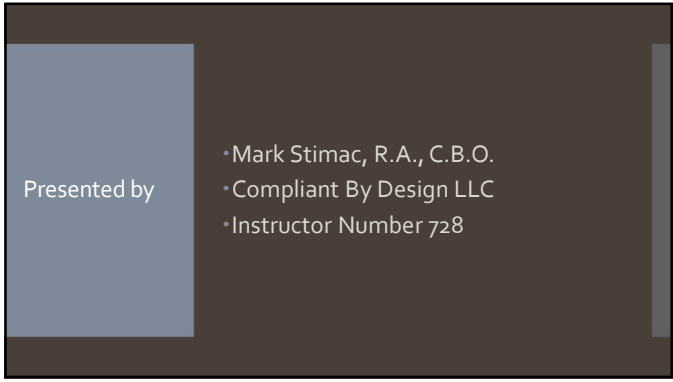 Presented by
•Mark Stimac, R.A., C.B.O.
•Compliant By Design LLC
•Instructor Number 728